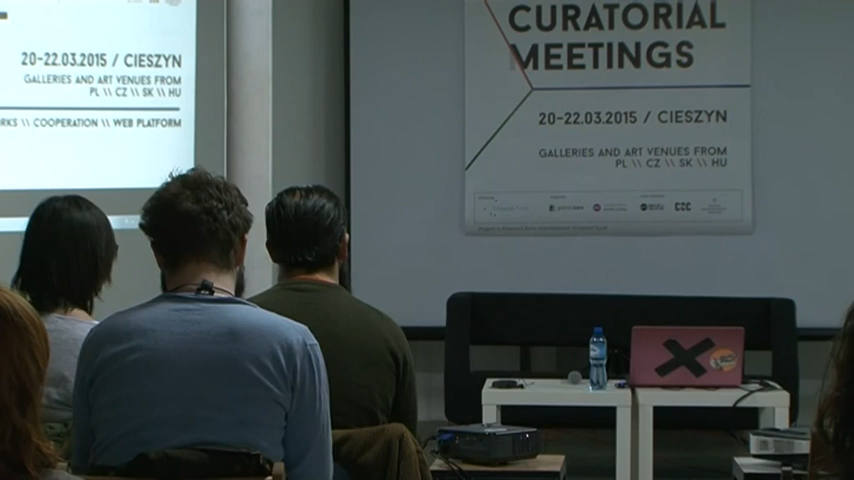 20-22.03.2015 / CIESZYN
GALLERIES AND ART VENUES FROM
PL \\ CZ \\ SK \\ HU
RKS \\ COOPERATION \\ WEB PLATFORM
CURATORIAL
MEETINGS
20-22.03.2015 / CIESZYN
GALLERIES AND ART VENUES FROM
PL \\ CZ \\ SK \\ HU